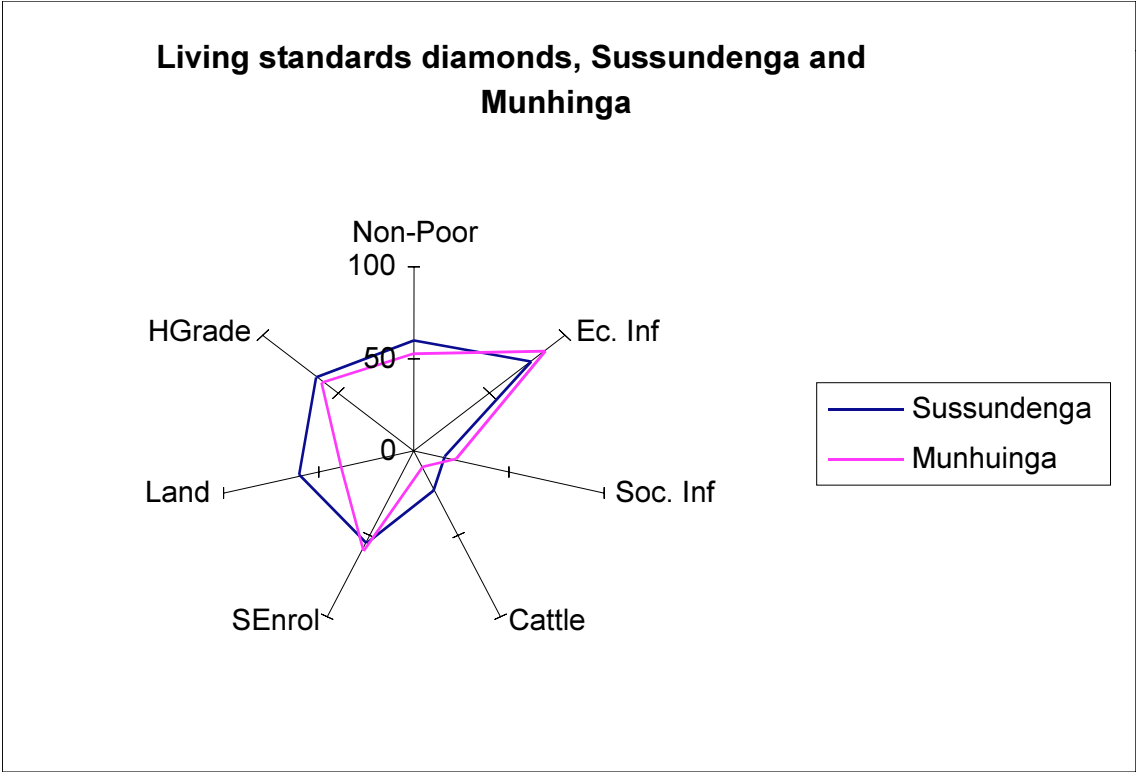 Living standards diamonds, Sussundenga and
Munhinga
Non-Poor
100
HGrade
Ec. Inf
50
Sussundenga
Munhuinga
0
Land
Soc. Inf
SEnrol
Cattle